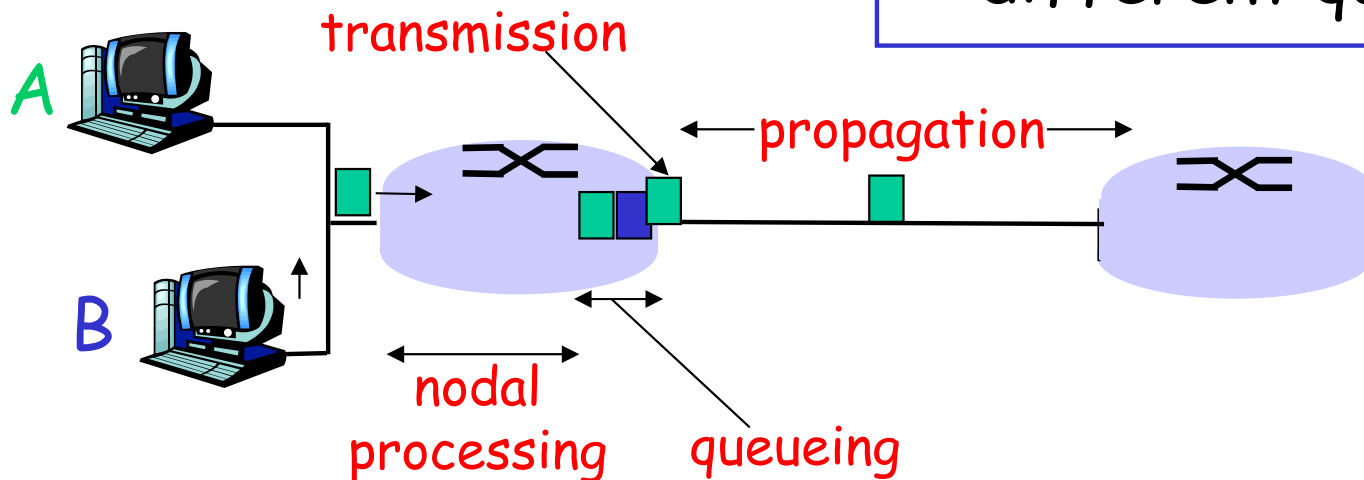 transmission
A
propagation
B
nodal
processing
queueing